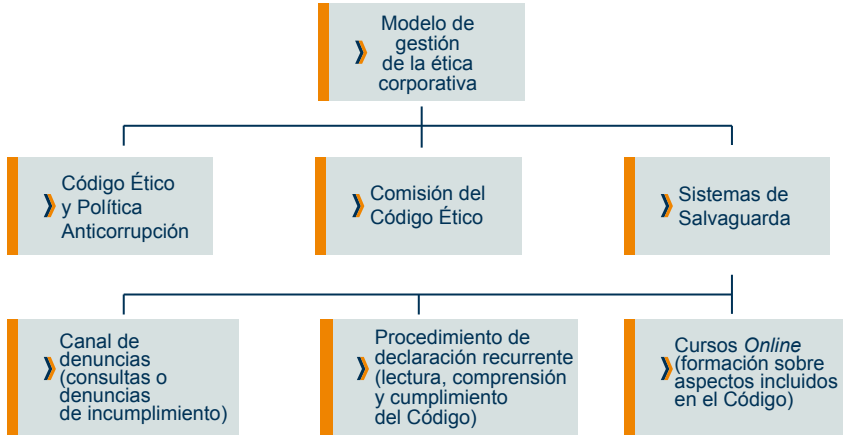 Modelo de
gestión
de la ética
corporativa
Código Ético
y Política
Anticorrupción
Comisión del
Código Ético
Sistemas de
Salvaguarda
Canal de
denuncias
(consultas o
denuncias
de incumplimiento)
Procedimiento de
declaración recurrente
(lectura, comprensión
y cumplimiento
del Código)
Cursos Online
(formación sobre
aspectos incluidos
en el Código)